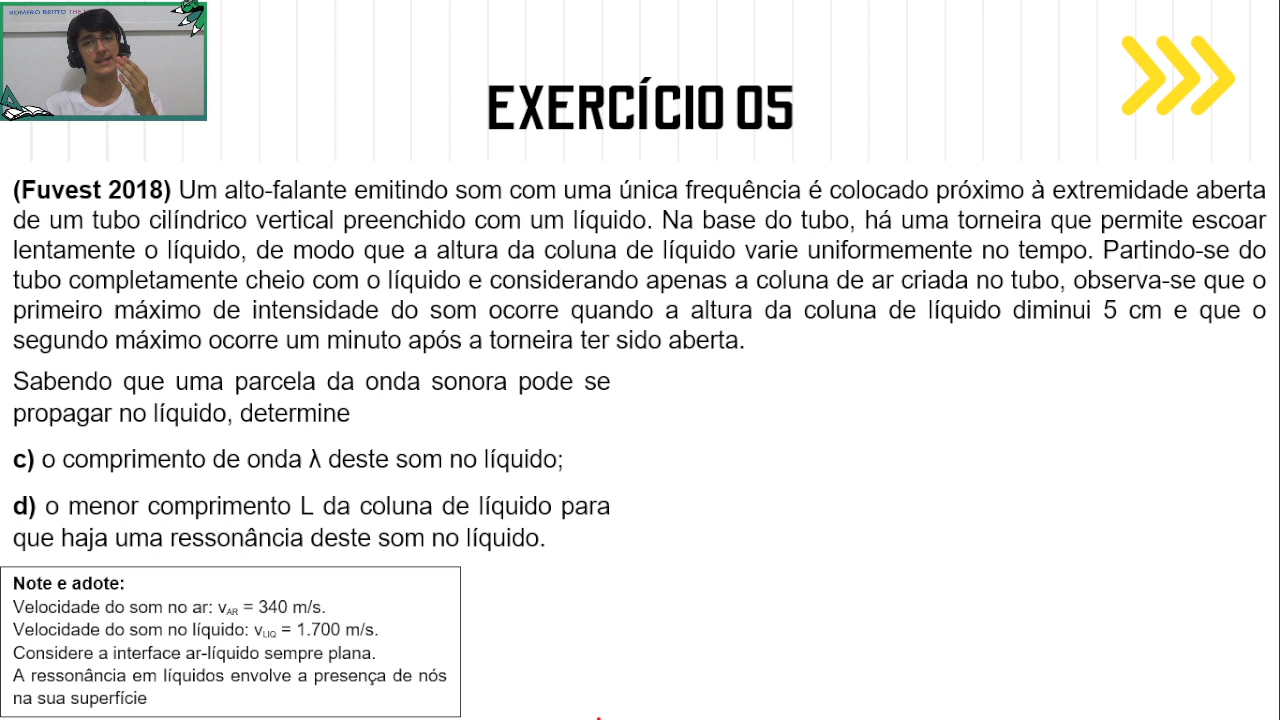 ROMERO BRITTO THE
EXERCÍCIO 05
(Fuvest 2018) Um alto-falante emitindo som com uma única frequência é colocado próximo à extremidade aberta
de um tubo cilíndrico vertical preenchido com um líquido. Na base do tubo, há uma torneira que permite escoar
lentamente o líquido, de modo que a altura da coluna de líquido varie uniformemente no tempo. Partindo-se do
tubo completamente cheio com o líquido e considerando apenas a coluna de ar criada no tubo, observa-se que o
primeiro máximo de intensidade do som ocorre quando a altura da coluna de líquido diminui 5 cm e que o
segundo máximo ocorre um minuto após a torneira ter sido aberta.
Sabendo que uma parcela da onda sonora pode se
propagar no líquido, determine
c) o comprimento de onda λ deste som no líquido;
d) o menor comprimento L da coluna de líquido para
que haja uma ressonância deste som no líquido.
Note e adote:
Velocidade do som no ar: vAR = 340 m/s.
Velocidade do som no líquido: vLIQ = 1.700 m/s.
Considere a interface ar-líquido sempre plana.
A ressonância em líquidos envolve a presença de nós
na sua superfície